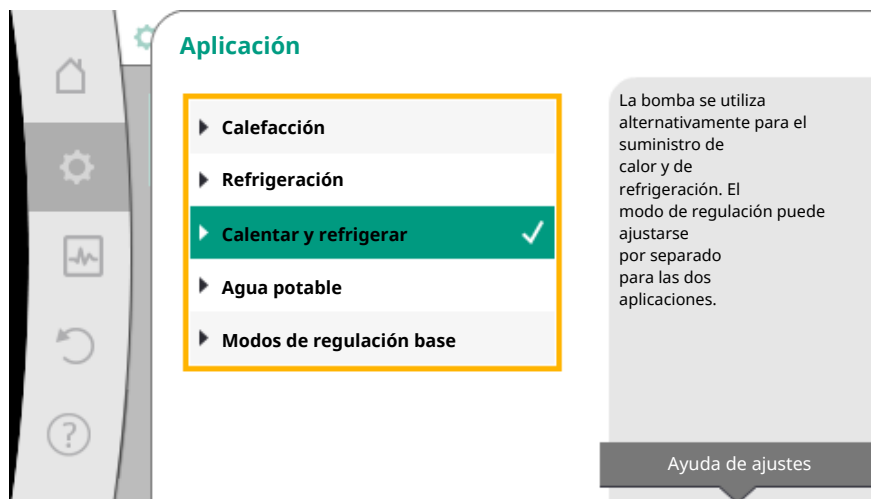 Aplicación
Calefacción
Refrigeración
Calentar y refrigerar
Agua potable
Modos de regulación base
La bomba se utiliza
alternativamente para el
suministro de
calor y de
refrigeración. El
modo de regulación puede
ajustarse
por separado
para las dos
aplicaciones.
Ayuda de ajustes
?